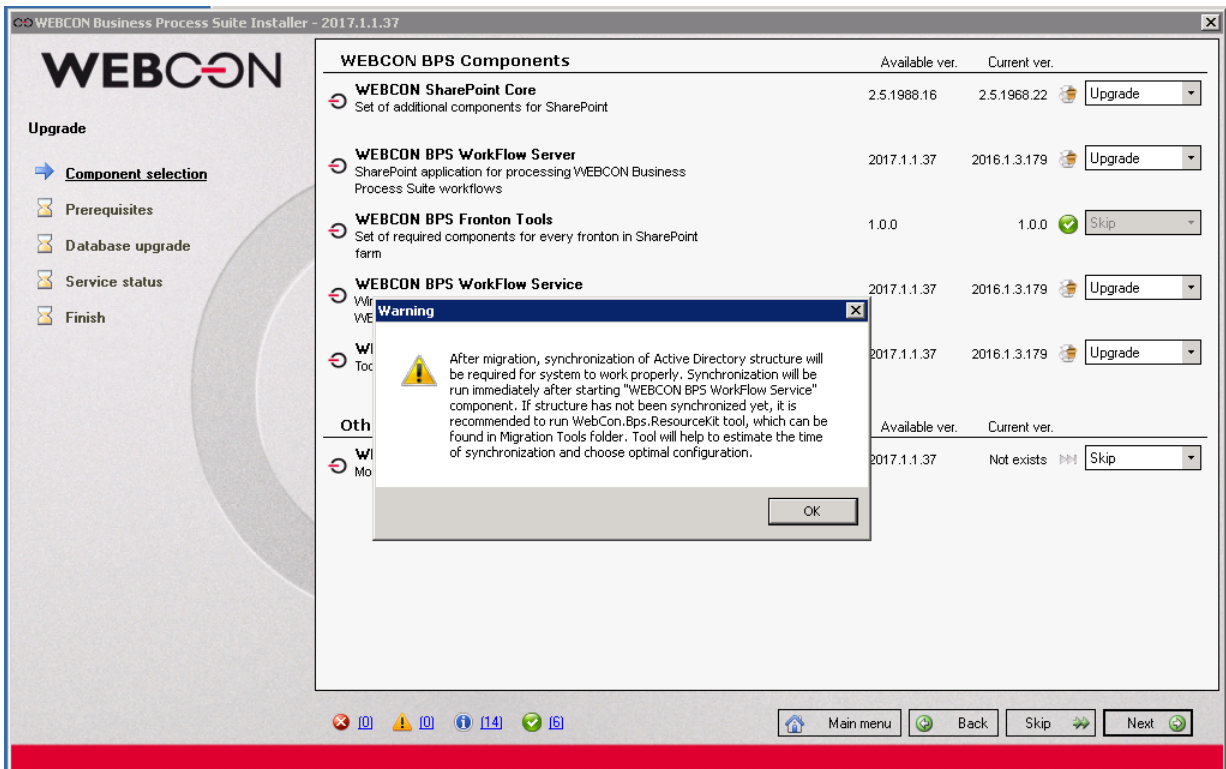 WEBCON Business Process Suite Installer - 2017.1.1.37
WEBCON
Upgrade
Component selection
Prerequisites
Database upgrade
Service status
Finish
WEBCON BPS Components Available ver. Current ver.
WEBCON SharePoint Core
Set of additional components for SharePoint
2.5.1988.16 2.5.1968.22 Upgrade
WEBCON BPS WorkFlow Server
SharePoint application for processing WEBCON Business
Process Suite workflows
2017.1.1.37 2016.1.3.179 Upgrade
WEBCON BPS Fronton Tools
Set of required components for every fronton in SharePoint
farm
1.0.0 1.0.0 Skip
WEBCON BPS WorkFlow Service
2017.1.1.37 2016.1.3.179 Upgrade
2017.1.1.37 2016.1.3.179 Upgrade
Oth Available ver. Current ver.
Mo
2017.1.1.37 Not exists Skip
Warning
After migration, synchronization of Active Directory structure will
be required for system to work properly. Synchronization will be
run immediately after starting "WEBCON BPS WorkFlow Service"
component. If structure has not been synchronized yet, it is
recommended to run WebCon.Bps.ResourceKit tool, which can be
found in Migration Tools folder. Tool will help to estimate the time
of synchronization and choose optimal configuration.
OK
(0) (0) (14) (6)
Main menu Back Skip Next